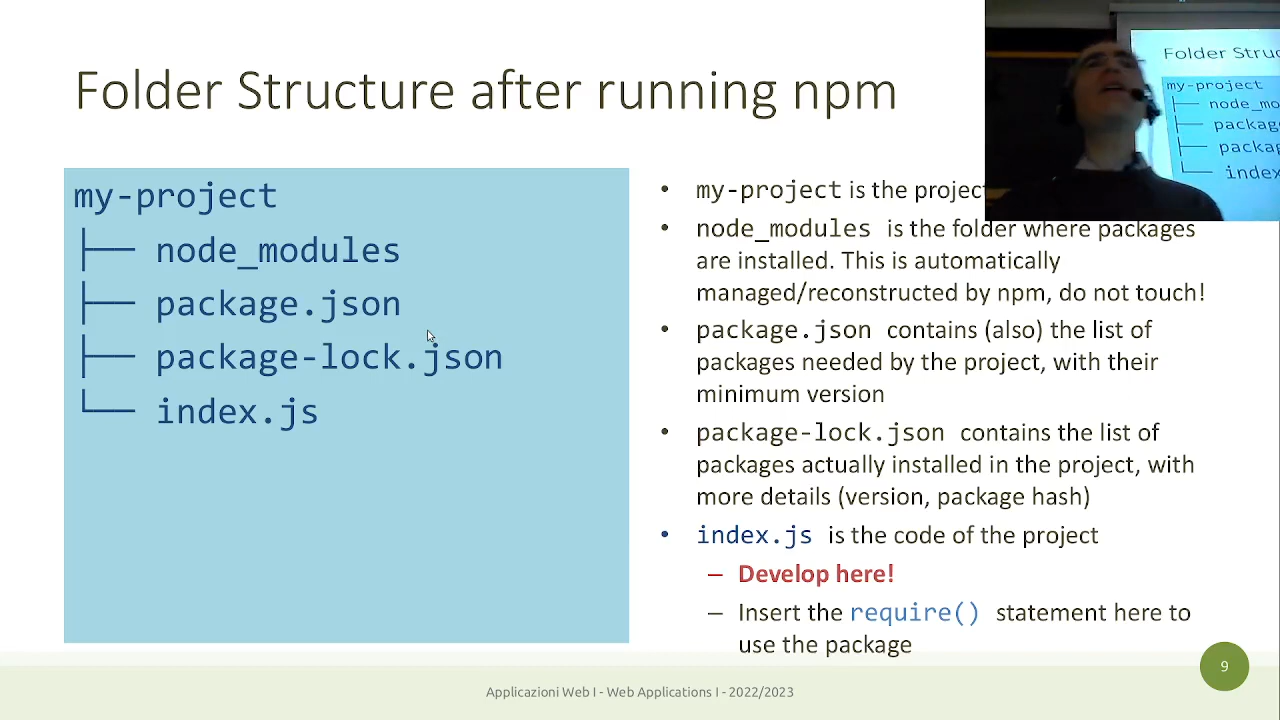 Folder Structure after running npm
my-project
├── node_modules
├── package.json
├── package-lock.json
└── index.js
• my-project is the project
• node_modules is the folder where packages
are installed. This is automatically
managed/reconstructed by npm, do not touch!
• package.json contains (also) the list of
packages needed by the project, with their
minimum version
• package-lock.json contains the list of
packages actually installed in the project, with
more details (version, package hash)
• index.js is the code of the project
– Develop here!
– Insert the require() statement here to
use the package
Folder Struc
my-project
├── node_mo
├── packag
├── packag
└── index
Applicazioni Web I - Web Applications I - 2022/2023
9